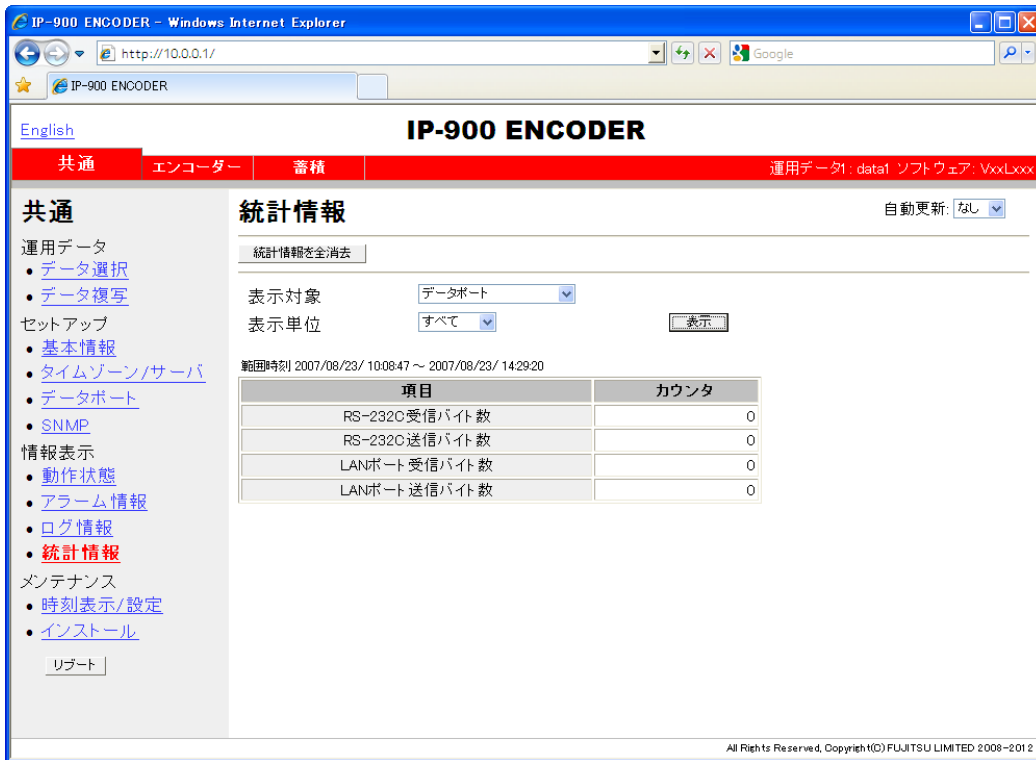 IP-900 ENCODER - Windows Internet Explorer
http://10.0.0.1/
Google
IP-900 ENCODER
English
IP-900 ENCODER
共通 エンコーダー 蓄積 運用データ1: data1 ソフトウェア: VxxLxxx
共通
運用データ
データ選択
データ複写
セットアップ
基本情報
タイムゾーン/サーバ
データポート
SNMP
情報表示
動作状態
アラーム情報
ログ情報
統計情報
メンテナンス
時刻表示/設定
インストール
リブート
統計情報 自動更新: なし
統計情報を全消去
表示対象 データポート
表示単位 すべて 表示
範囲時刻 2007/08/23/ 10:08:47 ～ 2007/08/23/ 14:29:20
項目 カウンタ
RS-232C受信バイト数 0
RS-232C送信バイト数 0
LANポート受信バイト数 0
LANポート送信バイト数 0
All Rights Reserved, Copyright(C) FUJITSU LIMITED 2008-2012